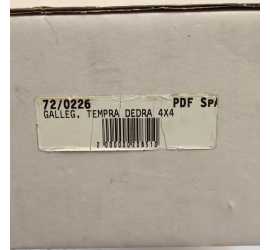 72/0226 PDF SpA
GALLEG. TEMPRA DEDRA 4X4